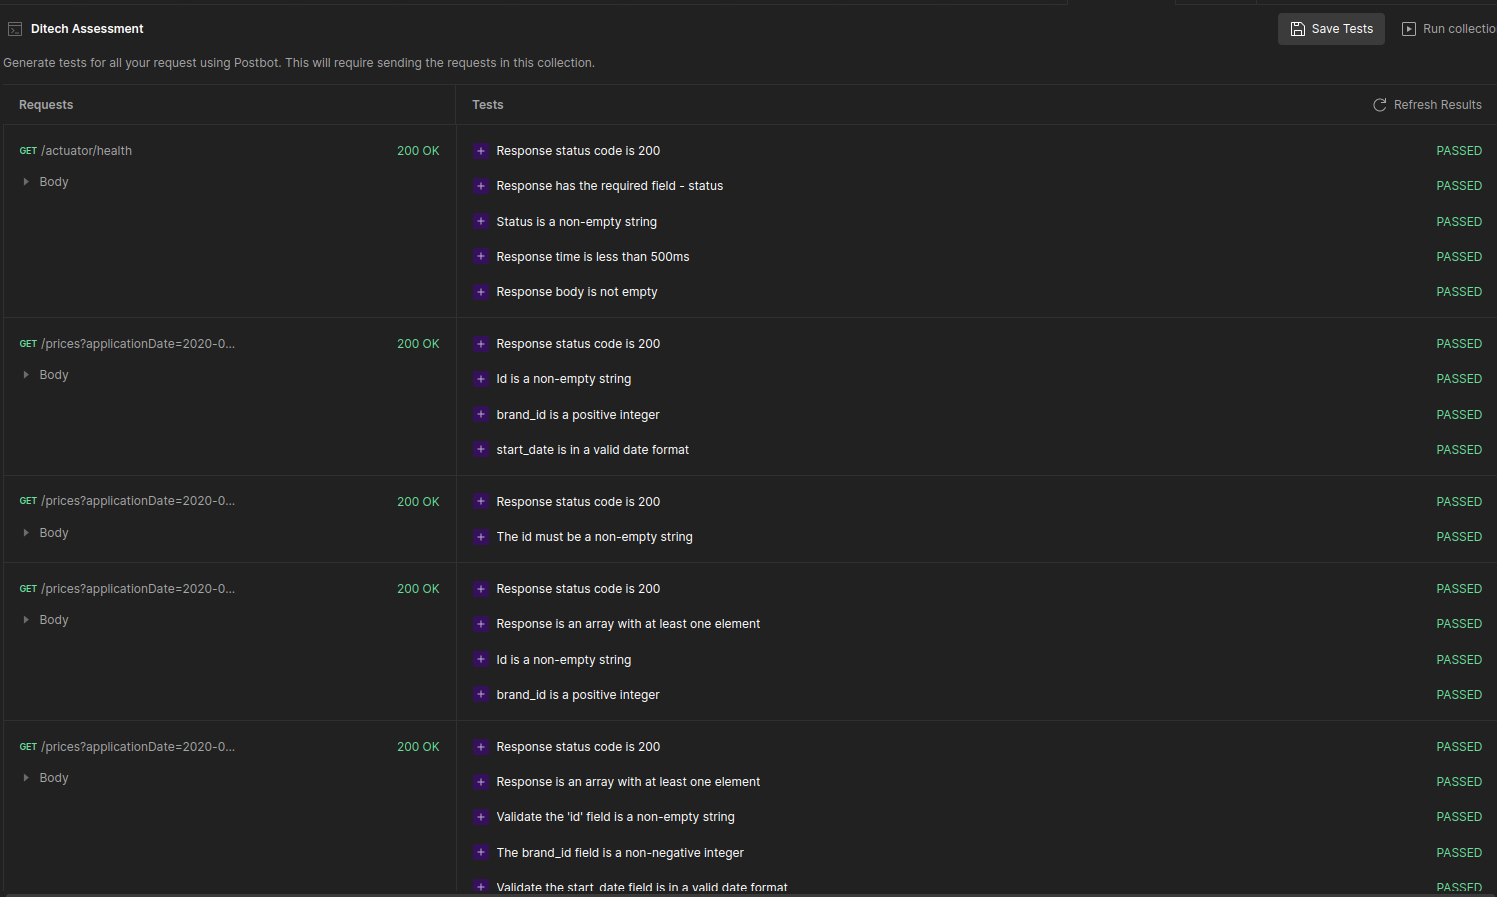 Ditech Assessment
Save Tests
Run collectio
Generate tests for all your request using Postbot. This will require sending the requests in this collection.
Requests
Tests
Refresh Results
GET /actuator/health 200 OK
Body
Response status code is 200 PASSED
Response has the required field - status PASSED
Status is a non-empty string PASSED
Response time is less than 500ms PASSED
Response body is not empty PASSED
GET /prices?applicationDate=2020-0... 200 OK
Body
Response status code is 200 PASSED
Id is a non-empty string PASSED
brand_id is a positive integer PASSED
start_date is in a valid date format PASSED
GET /prices?applicationDate=2020-0... 200 OK
Body
Response status code is 200 PASSED
The id must be a non-empty string PASSED
GET /prices?applicationDate=2020-0... 200 OK
Body
Response status code is 200 PASSED
Response is an array with at least one element PASSED
Id is a non-empty string PASSED
brand_id is a positive integer PASSED
GET /prices?applicationDate=2020-0... 200 OK
Body
Response status code is 200 PASSED
Response is an array with at least one element PASSED
Validate the 'id' field is a non-empty string PASSED
The brand_id field is a non-negative integer PASSED
Validate the start_date field is in a valid date format PASSED